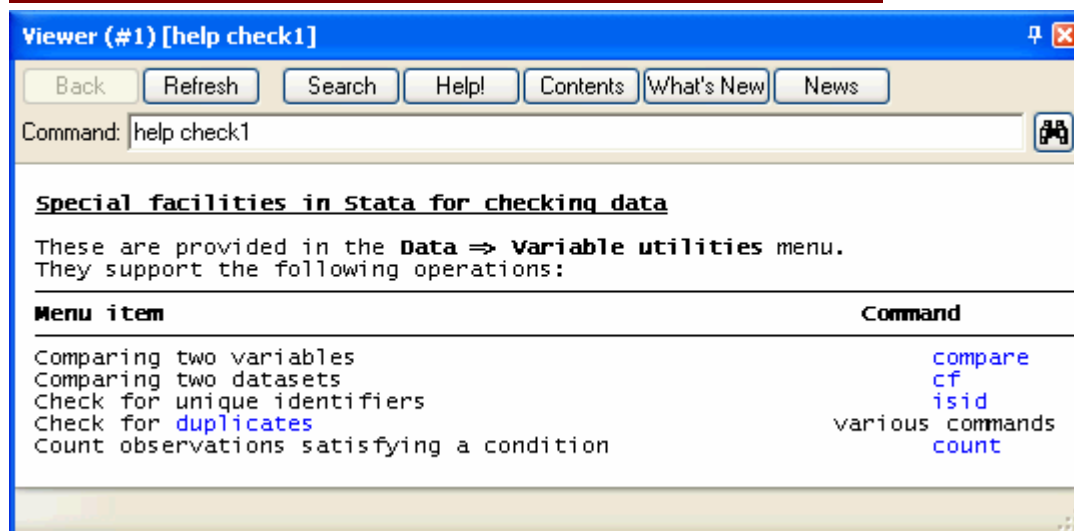 Viewer (#1) [help check1]
Back Refresh Search Help! Contents What's New News
Command: help check1
Special facilities in Stata for checking data
These are provided in the Data ⇒ Variable utilities menu.
They support the following operations:
Menu item Command
Comparing two variables compare
Comparing two datasets cf
Check for unique identifiers isid
Check for duplicates various commands
Count observations satisfying a condition count